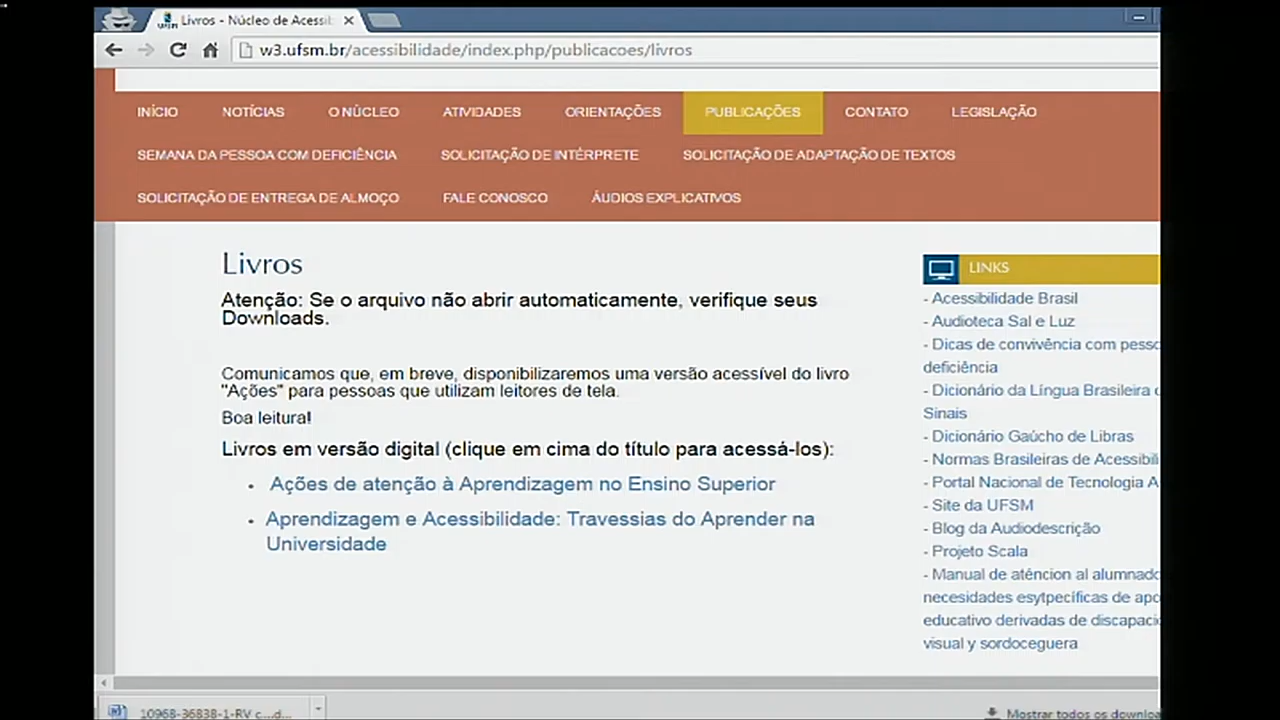 Livros - Núcleo de Acessib
w3.ufsm.br/acessibilidade/index.php/publicacoes/livros
INÍCIO NOTÍCIAS O NÚCLEO ATIVIDADES ORIENTAÇÕES PUBLICAÇÕES CONTATO LEGISLAÇÃO
SEMANA DA PESSOA COM DEFICIÊNCIA SOLICITAÇÃO DE INTÉRPRETE SOLICITAÇÃO DE ADAPTAÇÃO DE TEXTOS
SOLICITAÇÃO DE ENTREGA DE ALMOÇO FALE CONOSCO ÁUDIOS EXPLICATIVOS
Livros
Atenção: Se o arquivo não abrir automaticamente, verifique seus
Downloads.
Comunicamos que, em breve, disponibilizaremos uma versão acessível do livro
"Ações" para pessoas que utilizam leitores de tela.
Boa leitura!
Livros em versão digital (clique em cima do título para acessá-los):
• Ações de atenção à Aprendizagem no Ensino Superior
• Aprendizagem e Acessibilidade: Travessias do Aprender na
Universidade
LINKS
- Acessibilidade Brasil
- Audioteca Sal e Luz
- Dicas de convivência com pesso
deficiência
- Dicionário da Língua Brasileira
Sinais
- Dicionário Gaúcho de Libras
- Normas Brasileiras de Acessibili
- Portal Nacional de Tecnologia A
- Site da UFSM
- Blog da Audiodescrição
- Projeto Scala
- Manual de aténcion al alumnado
necesidades esytpecíficas de apo
educativo derivadas de discapaci
visual y sordoceguera
10968-36838-1-RV c....d...
Mostrar todos os downloa